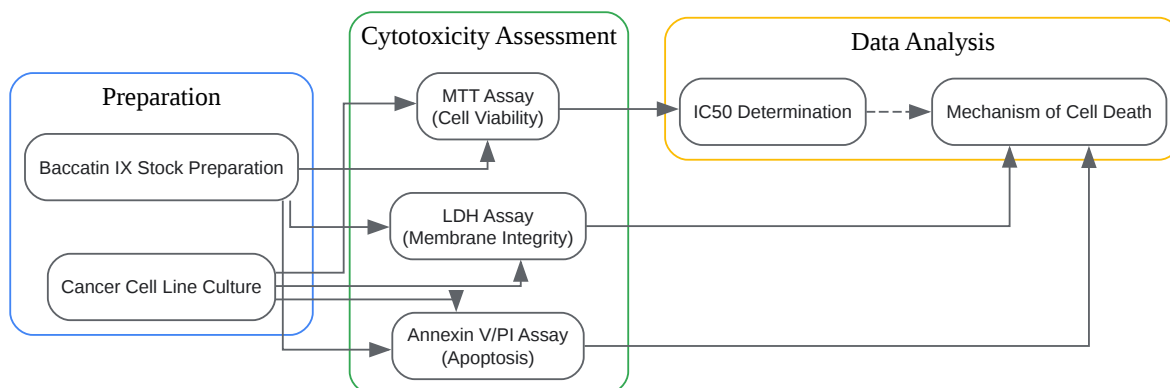 Preparation
Baccatin IX Stock Preparation
Cancer Cell Line Culture
Cytotoxicity Assessment
MTT Assay
(Cell Viability)
LDH Assay
(Membrane Integrity)
Annexin V/PI Assay
(Apoptosis)
Data Analysis
IC50 Determination
Mechanism of Cell Death